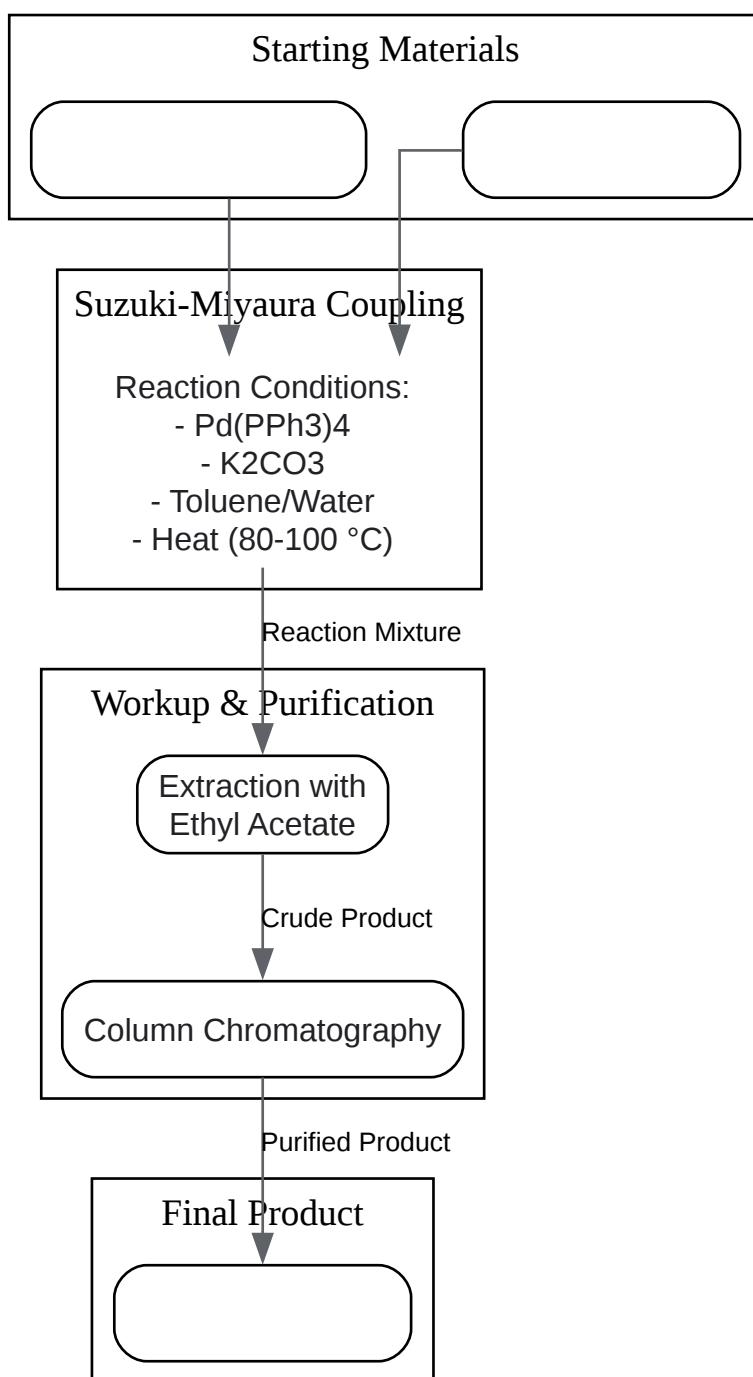 Starting Materials
Suzuki-Miyaura Coupling
Reaction Conditions:
- Pd(PPh3)4
- K2CO3
- Toluene/Water
- Heat (80-100 °C)
Reaction Mixture
Workup & Purification
Extraction with
Ethyl Acetate
Crude Product
Column Chromatography
Purified Product
Final Product